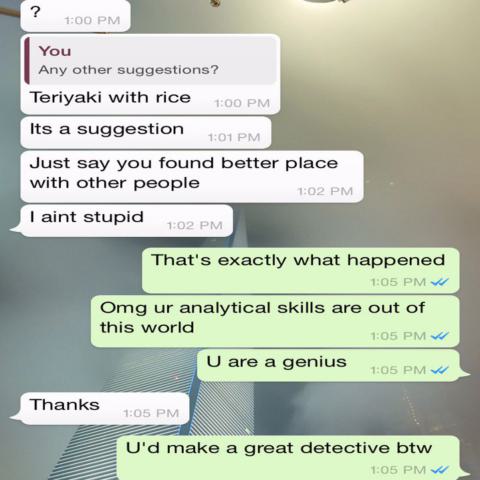 ?
1:00 PM
You
Any other suggestions?
Teriyaki with rice
1:00 PM
Its a suggestion
1:01 PM
Just say you found better place
with other people
1:02 PM
I aint stupid
1:02 PM
That's exactly what happened
1:05 PM
Omg ur analytical skills are out of
this world
1:05 PM
U are a genius
1:05 PM
Thanks
1:05 PM
U'd make a great detective btw
1:05 PM